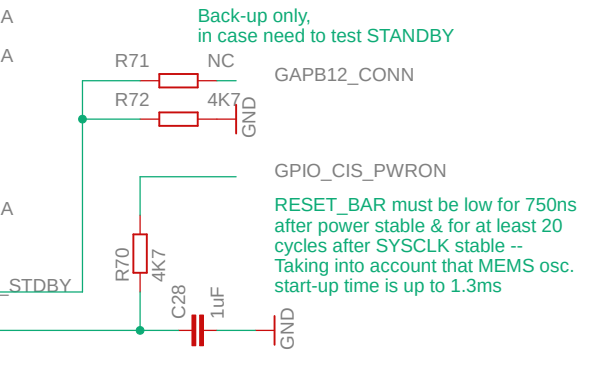 A
Back-up only,
in case need to test STANDBY
A
R71
NC
GAPB12_CONN
R72
4K7
GND
GPIO_CIS_PWRON
A
RESET_BAR must be low for 750ns
after power stable & for at least 20
cycles after SYSCLK stable --
Taking into account that MEMS osc.
start-up time is up to 1.3ms
R70
4K7
_STDBY
C28
1uF
GND